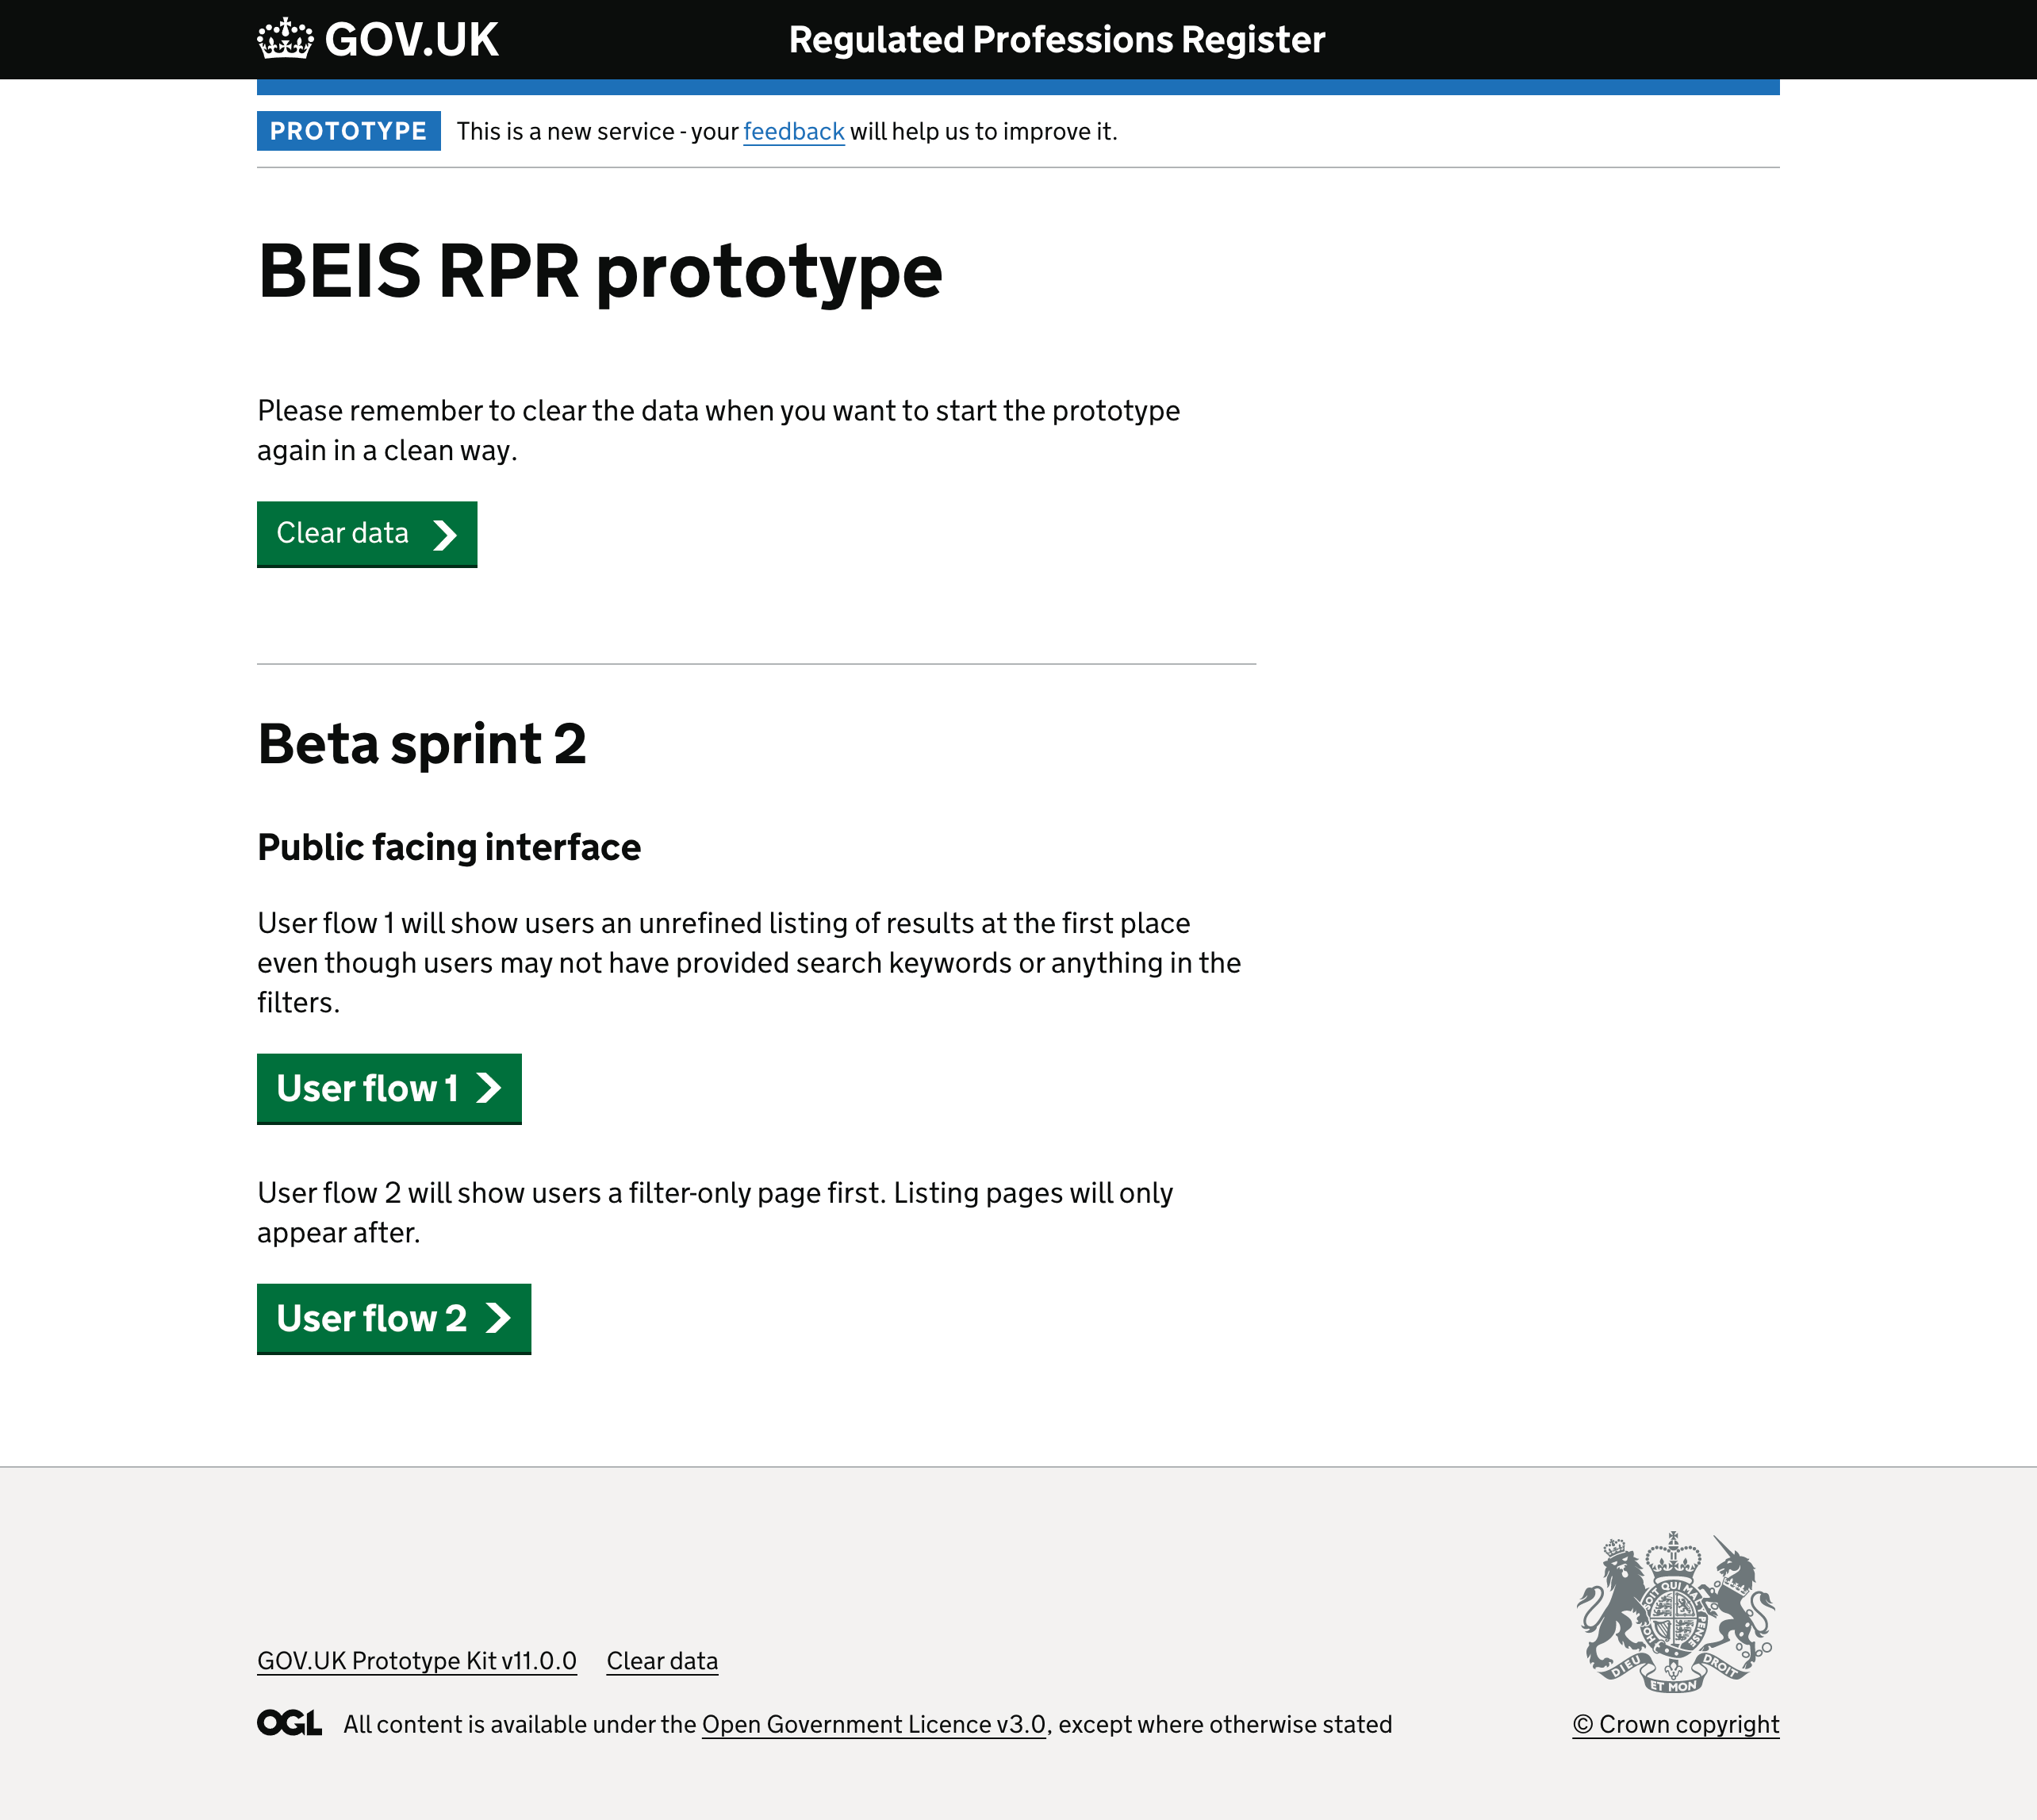 GOV.UK
Regulated Professions Register
PROTOTYPE
This is a new service - your feedback will help us to improve it.
BEIS RPR prototype
Please remember to clear the data when you want to start the prototype
again in a clean way.
Clear data
Beta sprint 2
Public facing interface
User flow 1 will show users an unrefined listing of results at the first place
even though users may not have provided search keywords or anything in the
filters.
User flow 1
User flow 2 will show users a filter-only page first. Listing pages will only
appear after.
User flow 2
GOV.UK Prototype Kit v11.0.0
Clear data
DIEU ET MON DROIT
OGL
All content is available under the Open Government Licence v3.0, except where otherwise stated
© Crown copyright